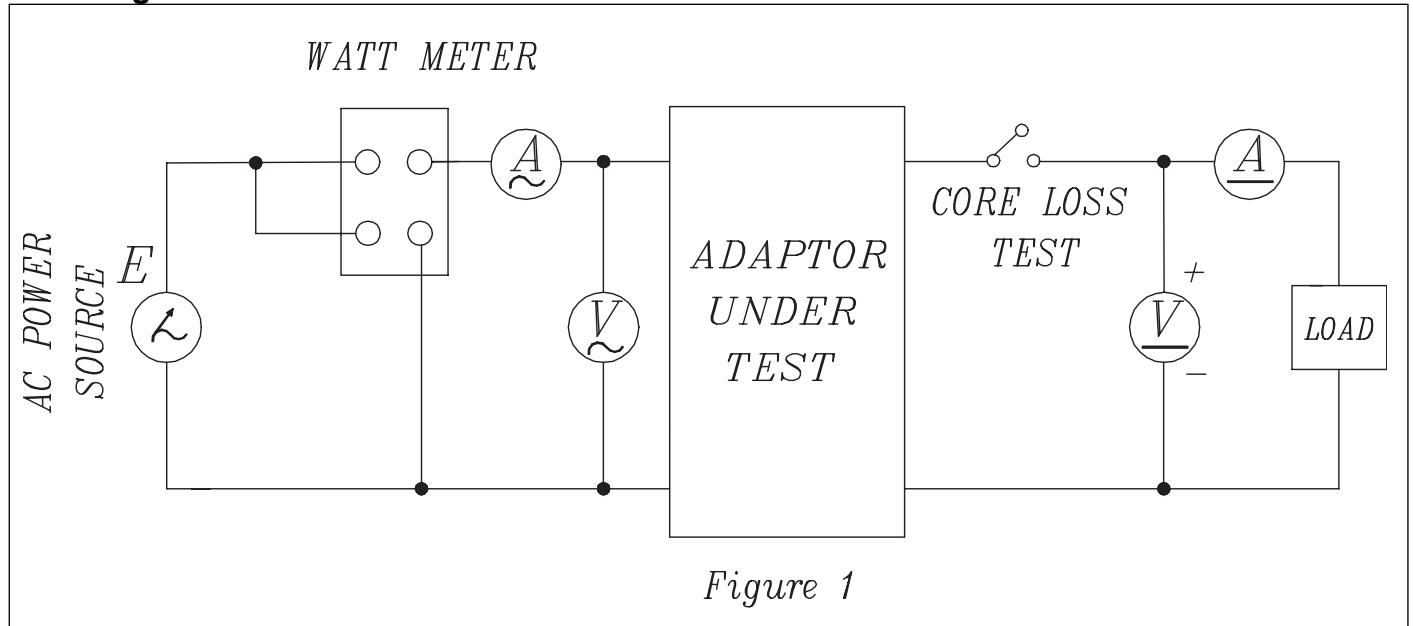 WATT METER
A
AC POWER
SOURCE
E
V
ADAPTOR
UNDER
TEST
CORE LOSS
TEST
A
+
V
−
LOAD
Figure 1